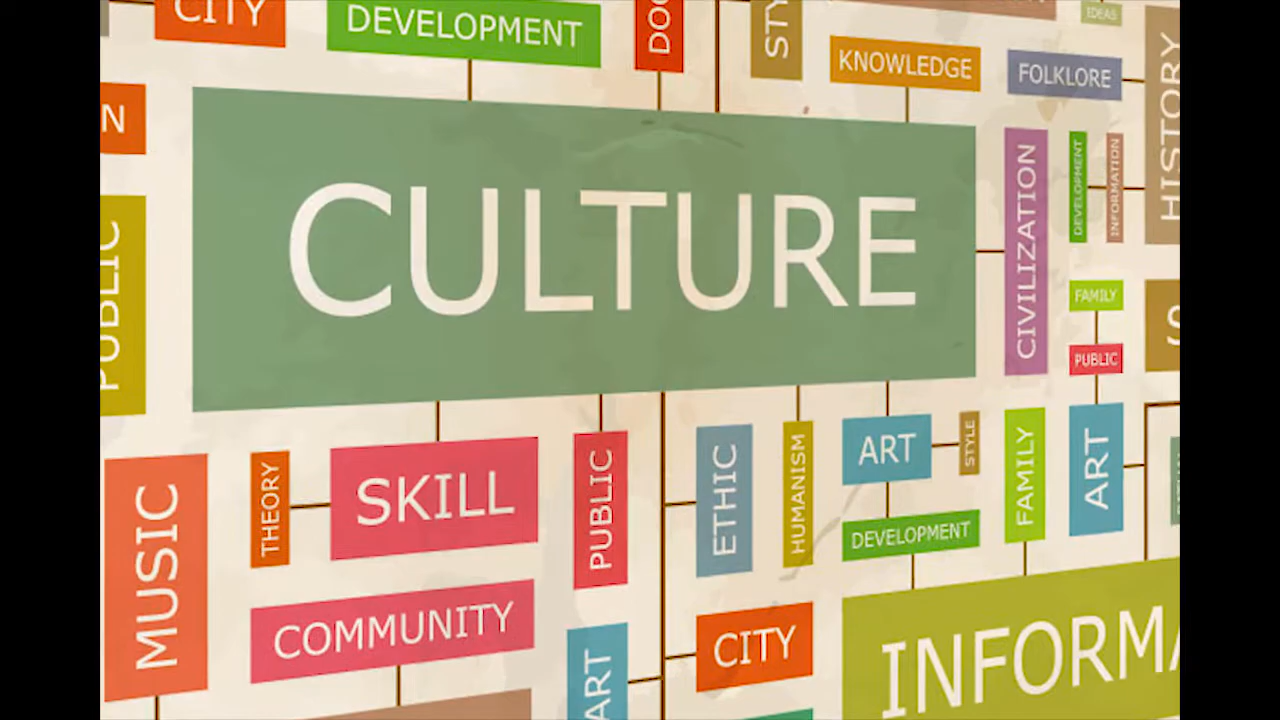 CITY
DEVELOPMENT
KNOWLEDGE
IDEAS
FOLKLORE
HISTORY
CULTURE
CIVILIZATION
DEVELOPMENT
INFORMATION
PUBLIC
FAMILY
PUBLIC
MUSIC
THEORY
SKILL
PUBLIC
ETHIC
HUMANISM
ART
STYLE
FAMILY
ART
DEVELOPMENT
COMMUNITY
ART
CITY
INFORMA